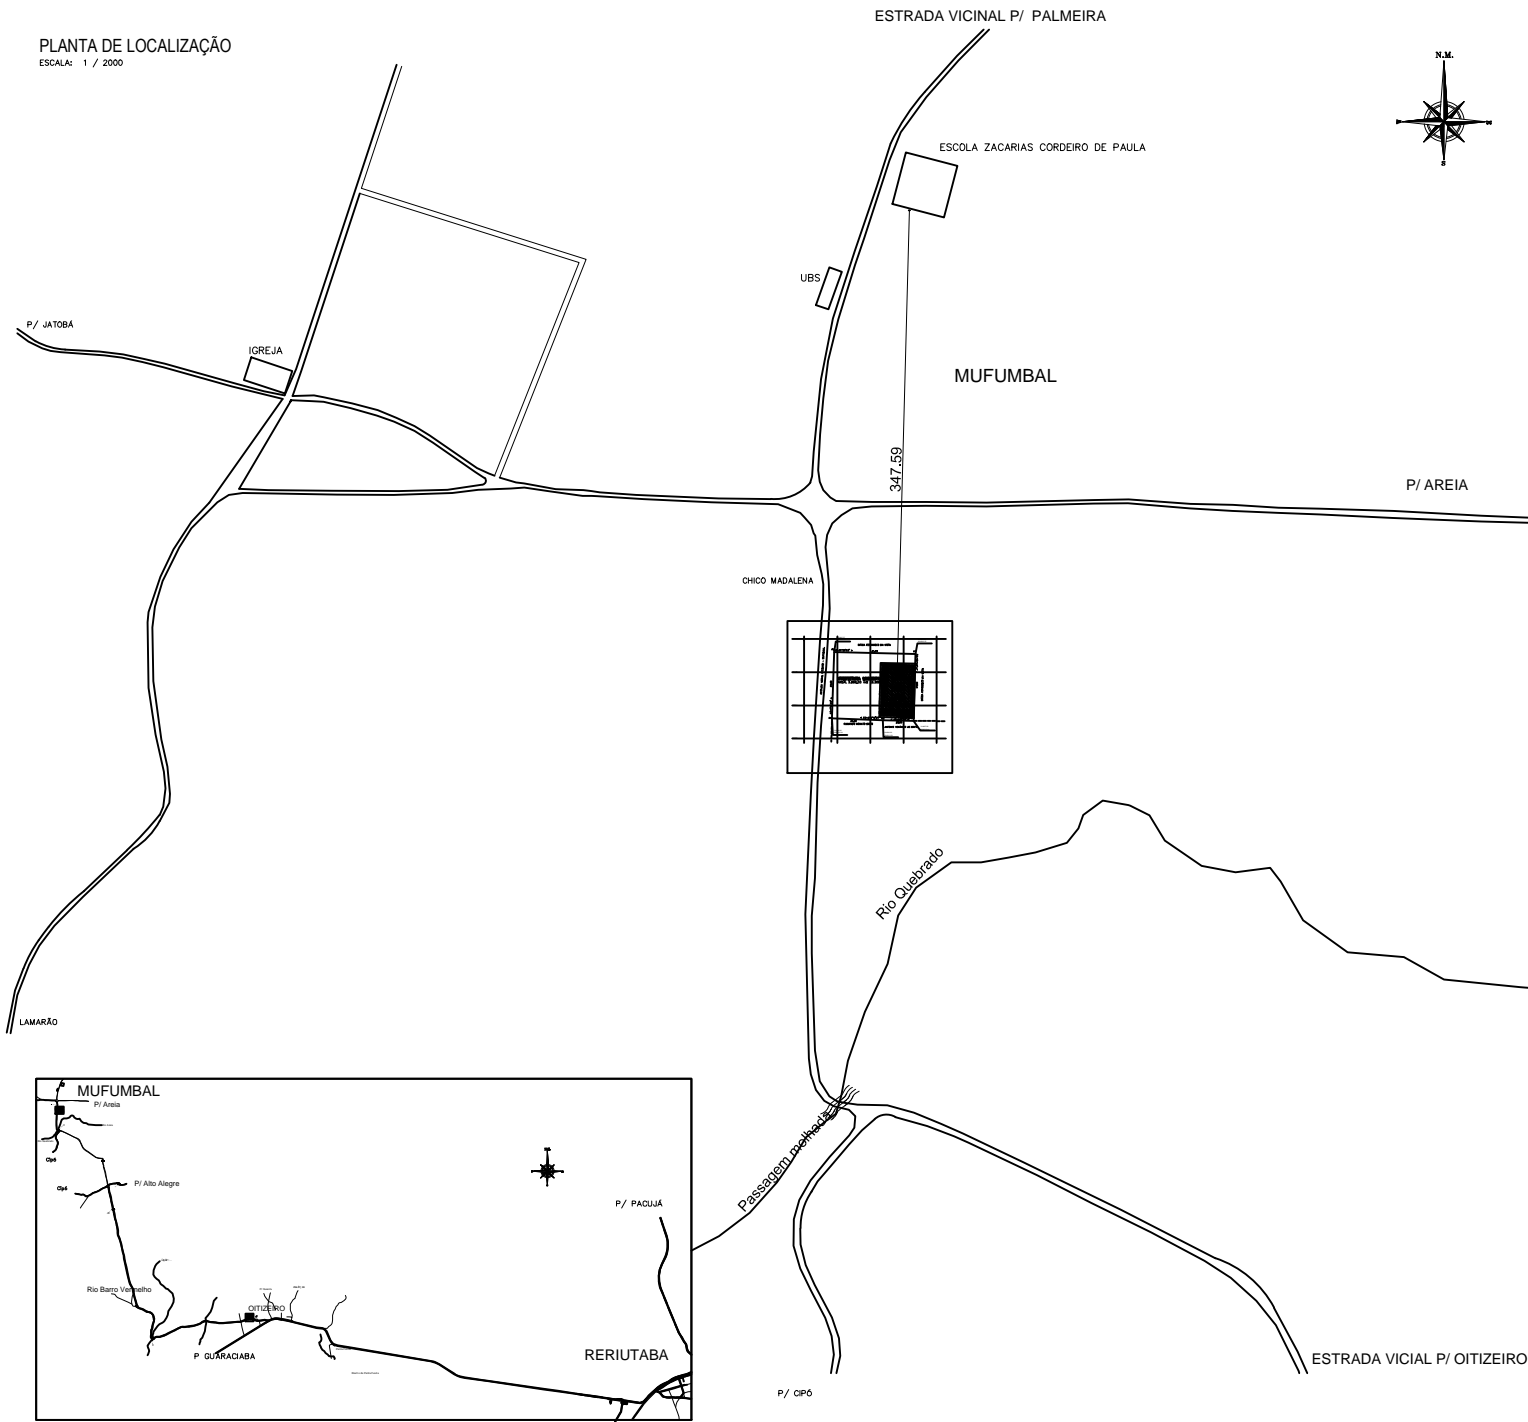 ESTRADA VICINAL P/ PALMEIRA
PLANTA DE LOCALIZAÇÃO
ESCALA: 1 / 2000
N.M.
S
ESCOLA ZACARIAS CORDEIRO DE PAULA
UBS
P/ JATOBÁ
IGREJA
MUFUMBAL
347.59
P/ AREIA
CHICO MADALENA
Rio Quebrado
LAMARÃO
Passagem molhada
MUFUMBAL
P/ Areia
Cipó
Cipó
P/ Alto Alegre
P/ PACUJÁ
Rio Barro Vermelho
OITIZEIRO
P GUARACIABA
RERIUTABA
ESTRADA VICIAL P/ OITIZEIRO
P/ CIPÓ